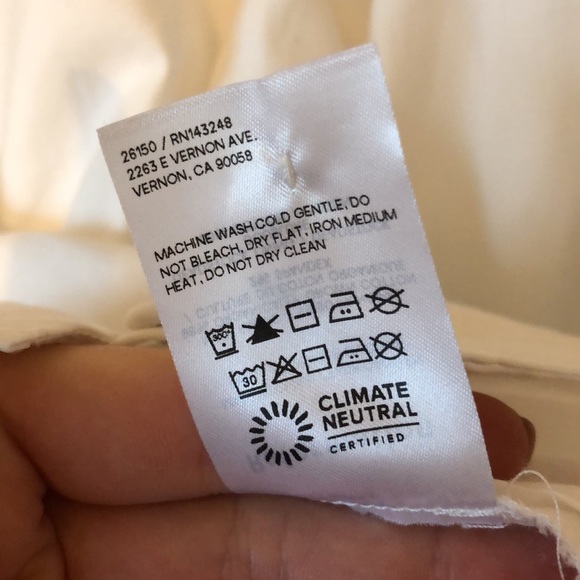 26150 / RN143248
2263 E VERNON AVE.
VERNON, CA 90058
MACHINE WASH COLD GENTLE, DO
NOT BLEACH, DRY FLAT, IRON MEDIUM
HEAT, DO NOT DRY CLEAN
30
CLIMATE
NEUTRAL
CERTIFIED